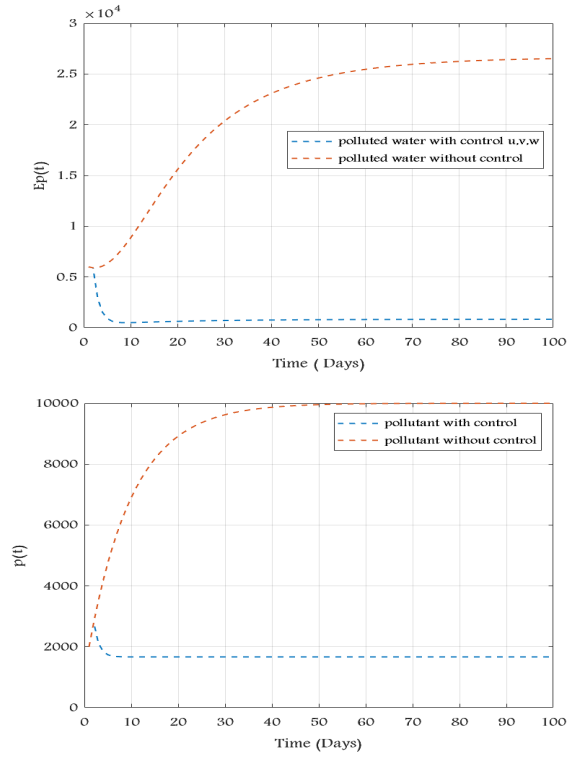 ×10⁴
3
2.5
2
1.5
1
0.5
0
Ep(t)
polluted water with control u,v,w
polluted water without control
0 10 20 30 40 50 60 70 80 90 100
Time ( Days)
10000
8000
6000
4000
2000
0
p(t)
pollutant with control
pollutant without control
0 10 20 30 40 50 60 70 80 90 100
Time (Days)